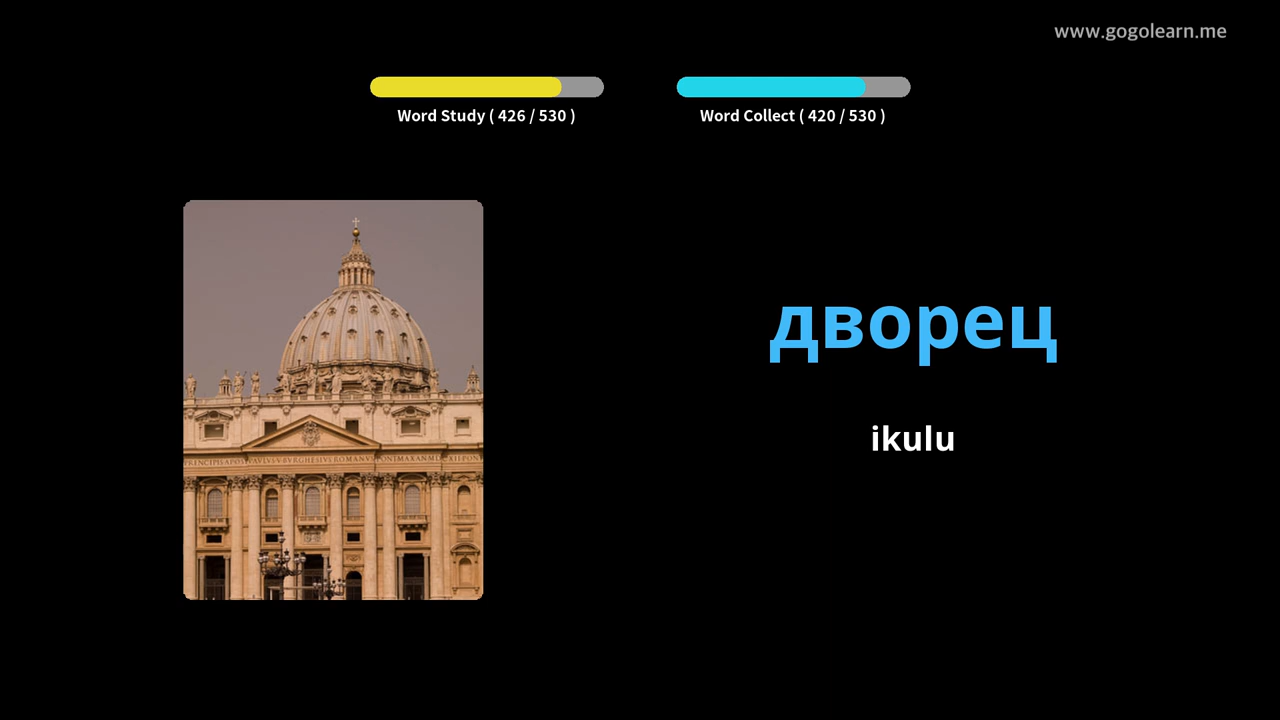 www.gogolearn.me
Word Study ( 426 / 530 )
Word Collect ( 420 / 530 )
дворец
ikulu